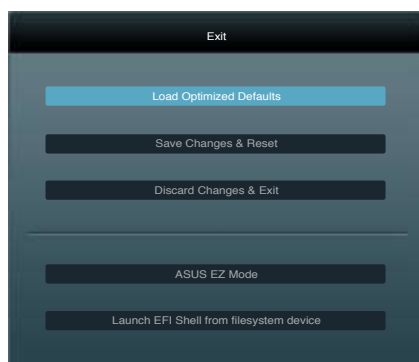 Exit
Load Optimized Defaults
Save Changes & Reset
Discard Changes & Exit
ASUS EZ Mode
Launch EFI Shell from filesystem device